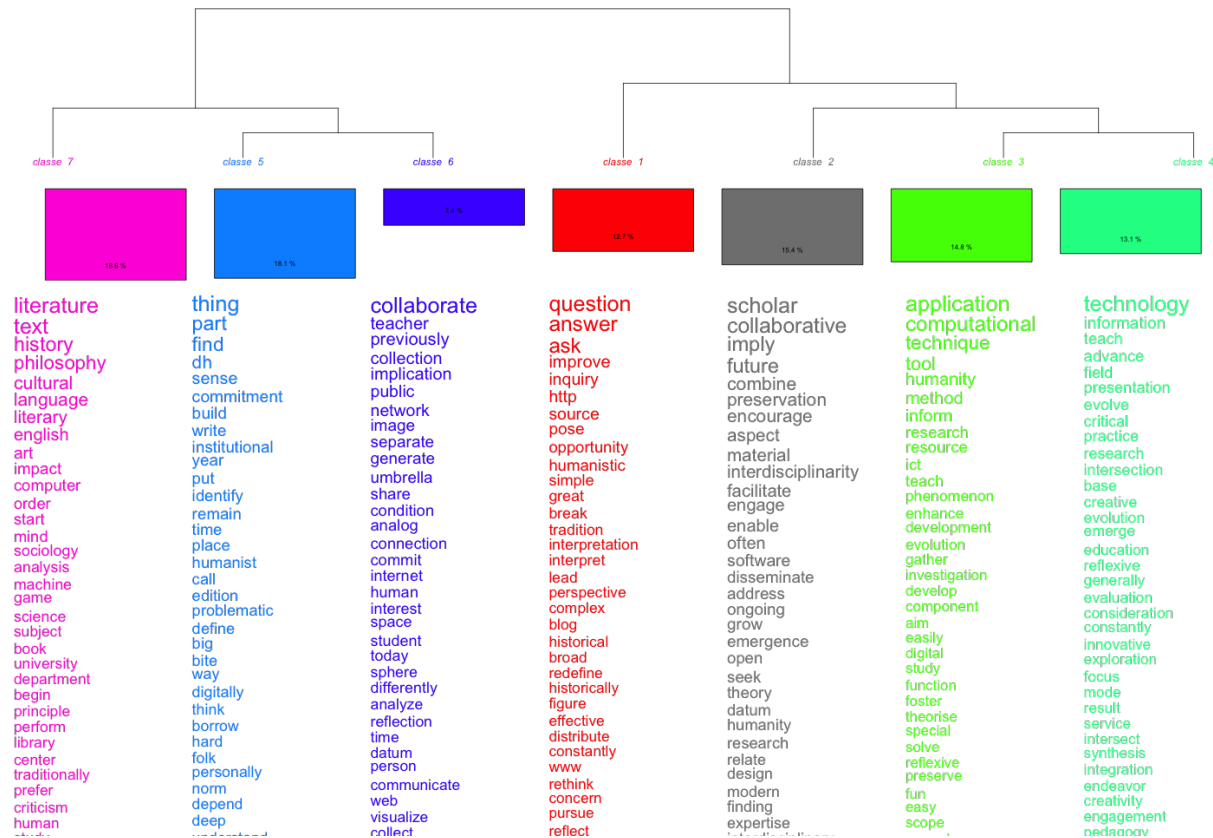 classe 7
classe 5
classe 6
classe 1
classe 2
classe 3
classe 4
18.6 %
18.1 %
12.7 %
15.4 %
14.8 %
13.1 %
literature
text
history
philosophy
cultural
language
literary
english
art
impact
computer
order
start
mind
sociology
analysis
machine
game
science
subject
book
university
department
begin
principle
perform
library
center
traditionally
prefer
criticism
human
study
thing
part
find
dh
sense
commitment
build
write
institutional
year
put
identify
remain
time
place
humanist
call
edition
problematic
define
big
bite
way
digitally
think
borrow
hard
folk
personally
norm
depend
deep
understand
collaborate
teacher
previously
collection
implication
public
network
image
separate
generate
umbrella
share
condition
analog
connection
commit
internet
human
interest
space
student
today
sphere
differently
analyze
reflection
time
datum
person
communicate
web
visualize
collect
question
answer
ask
improve
inquiry
http
source
pose
opportunity
humanistic
simple
great
break
tradition
interpretation
interpret
lead
perspective
complex
blog
historical
broad
redefine
historically
figure
effective
distribute
constantly
www
rethink
concern
pursue
reflect
scholar
collaborative
imply
future
combine
preservation
encourage
aspect
material
interdisciplinarity
facilitate
engage
enable
often
software
disseminate
address
ongoing
grow
emergence
open
seek
theory
datum
humanity
research
relate
design
modern
finding
expertise
interdisciplinary
application
computational
technique
tool
humanity
method
inform
research
resource
ict
teach
phenomenon
enhance
development
evolution
gather
investigation
develop
component
aim
easily
digital
study
function
foster
theorise
special
solve
reflexive
preserve
fun
easy
scope
technology
information
teach
advance
field
presentation
evolve
critical
practice
research
intersection
base
creative
evolution
emerge
education
reflexive
generally
evaluation
consideration
constantly
innovative
exploration
focus
mode
result
service
intersect
synthesis
integration
endeavor
creativity
engagement
pedagogy